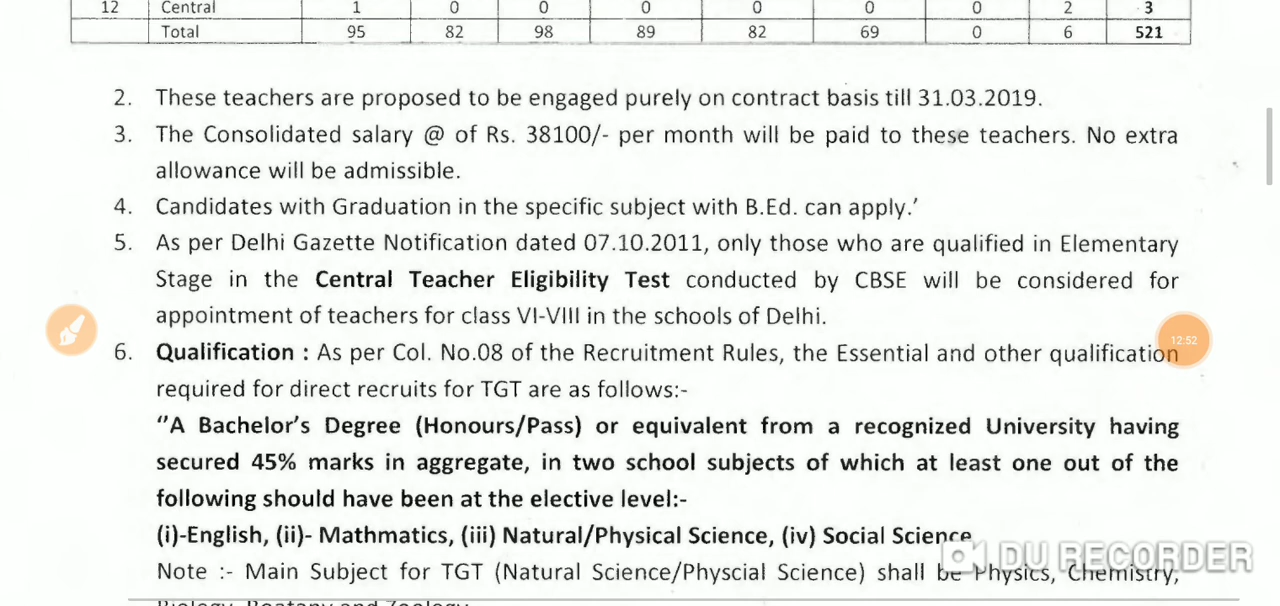 12 Central 1 0 0 0 0 0 0 2 3
Total 95 82 98 89 82 69 0 6 521
2. These teachers are proposed to be engaged purely on contract basis till 31.03.2019.
3. The Consolidated salary @ of Rs. 38100/- per month will be paid to these teachers. No extra
allowance will be admissible.
4. Candidates with Graduation in the specific subject with B.Ed. can apply.’
5. As per Delhi Gazette Notification dated 07.10.2011, only those who are qualified in Elementary
Stage in the Central Teacher Eligibility Test conducted by CBSE will be considered for
appointment of teachers for class VI-VIII in the schools of Delhi.
12:52
6. Qualification : As per Col. No.08 of the Recruitment Rules, the Essential and other qualification
required for direct recruits for TGT are as follows:-
"A Bachelor’s Degree (Honours/Pass) or equivalent from a recognized University having
secured 45% marks in aggregate, in two school subjects of which at least one out of the
following should have been at the elective level:-
(i)-English, (ii)- Mathmatics, (iii) Natural/Physical Science, (iv) Social Science
DU RECORDER
Note :- Main Subject for TGT (Natural Science/Physcial Science) shall be Physics, Chemistry,
Biology, Boatany and Zoology